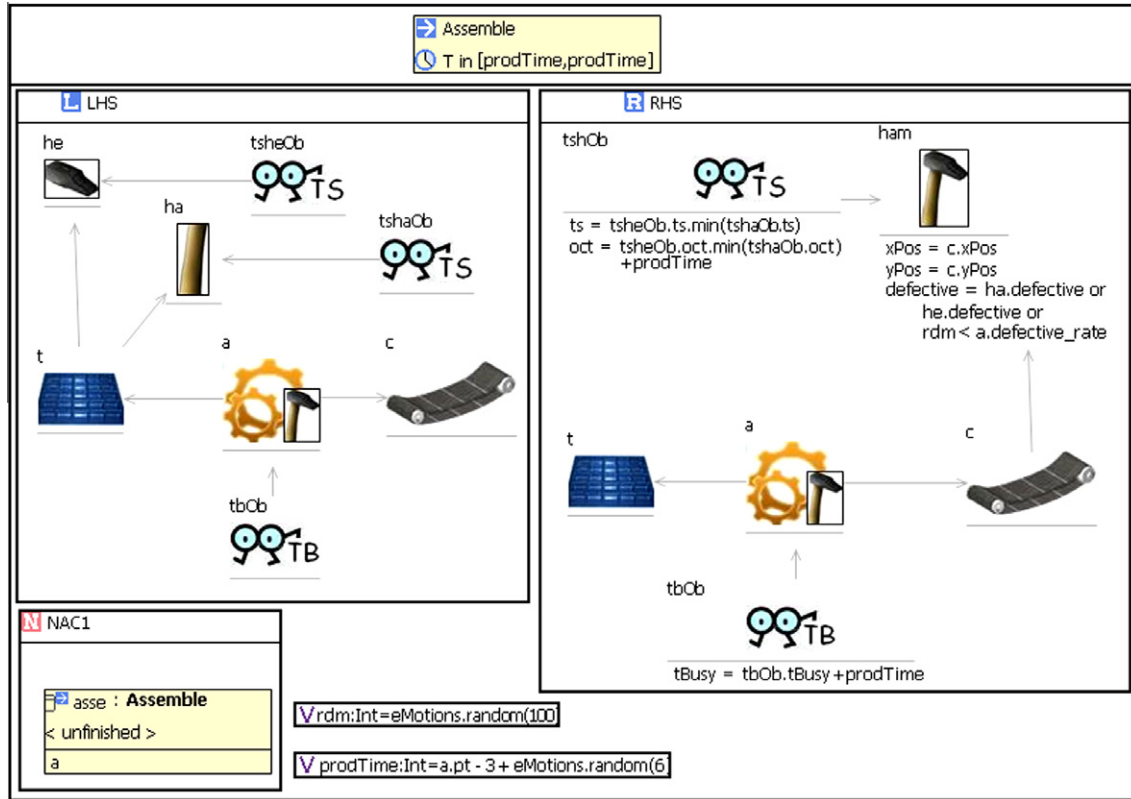 Assemble
T in [prodTime,prodTime]
L LHS
he
tsheOb
TS
ha
tshaOb
TS
t
a
c
tbOb
TB
R RHS
tshOb
TS
ham
ts = tsheOb.ts.min(tshaOb.ts)
oct = tsheOb.oct.min(tshaOb.oct)
+prodTime
xPos = c.xPos
yPos = c.yPos
defective = ha.defective or
he.defective or
rdm < a.defective_rate
t
a
c
tbOb
TB
tBusy = tbOb.tBusy+prodTime
N NAC1
asse : Assemble
< unfinished >
a
V rdm:Int=eMotions.random(100)
V prodTime:Int=a.pt - 3 + eMotions.random(6)